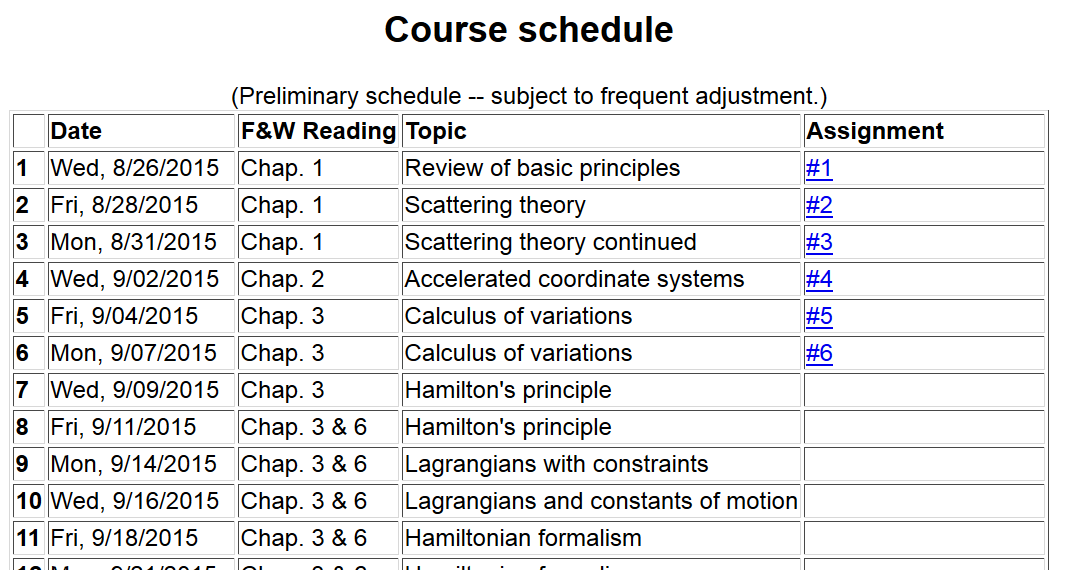 Course schedule
(Preliminary schedule -- subject to frequent adjustment.)
Date F&W Reading Topic Assignment
1 Wed, 8/26/2015 Chap. 1 Review of basic principles #1
2 Fri, 8/28/2015 Chap. 1 Scattering theory #2
3 Mon, 8/31/2015 Chap. 1 Scattering theory continued #3
4 Wed, 9/02/2015 Chap. 2 Accelerated coordinate systems #4
5 Fri, 9/04/2015 Chap. 3 Calculus of variations #5
6 Mon, 9/07/2015 Chap. 3 Calculus of variations #6
7 Wed, 9/09/2015 Chap. 3 Hamilton's principle
8 Fri, 9/11/2015 Chap. 3 & 6 Hamilton's principle
9 Mon, 9/14/2015 Chap. 3 & 6 Lagrangians with constraints
10 Wed, 9/16/2015 Chap. 3 & 6 Lagrangians and constants of motion
11 Fri, 9/18/2015 Chap. 3 & 6 Hamiltonian formalism